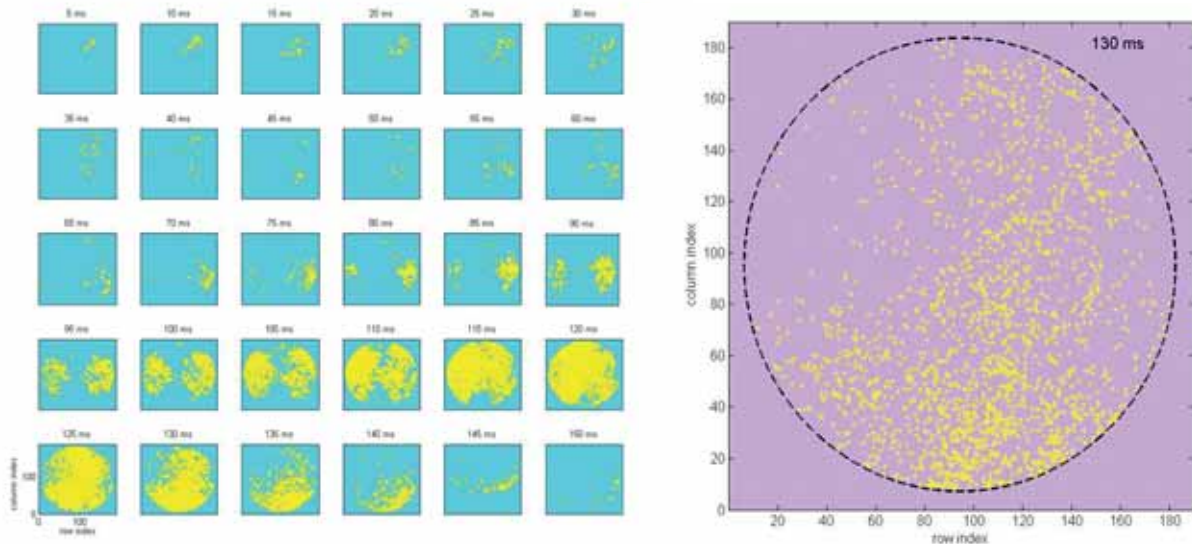 5 ms 10 ms 15 ms 20 ms 25 ms 30 ms
35 ms 40 ms 45 ms 50 ms 55 ms 60 ms
65 ms 70 ms 75 ms 80 ms 85 ms 90 ms
95 ms 100 ms 105 ms 110 ms 115 ms 120 ms
125 ms 130 ms 135 ms 140 ms 145 ms 150 ms
column index
100
0
0 100
row index
130 ms
180
160
140
120
100
80
60
40
20
0
column index
20 40 60 80 100 120 140 160 180
row index